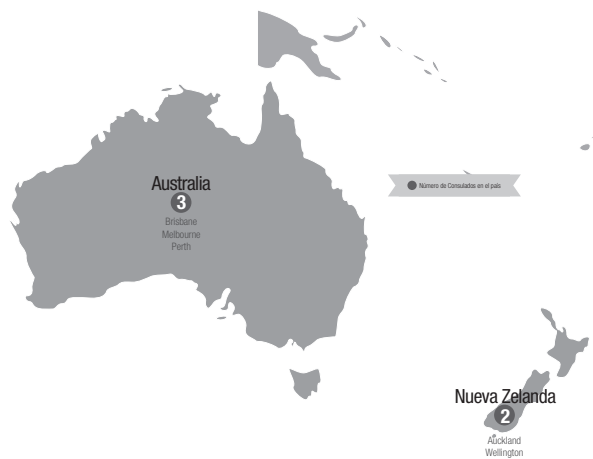 Australia
3
Brisbane
Melbourne
Perth
Número de Consulados en el país
Nueva Zelanda
2
Auckland
Wellington